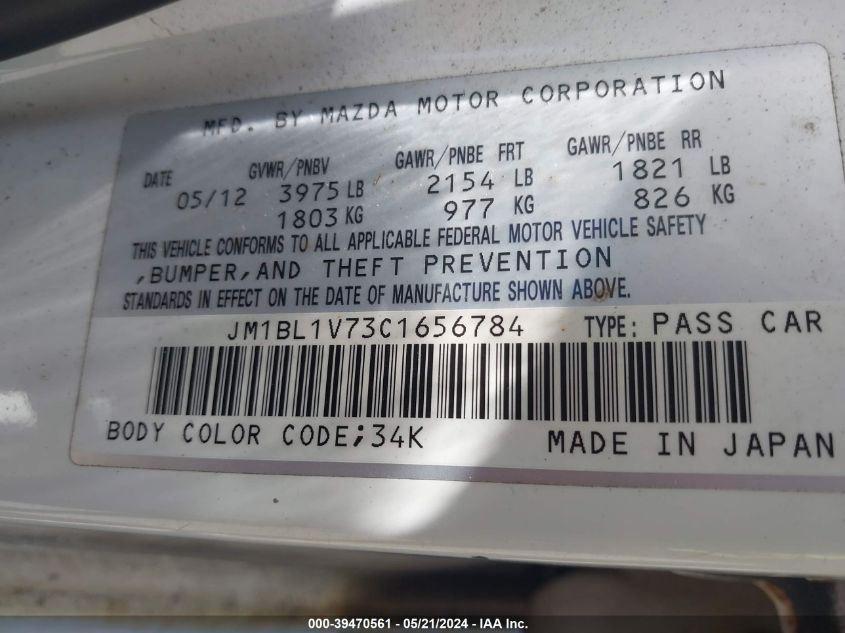 MFD. BY MAZDA MOTOR CORPORATION
DATE GVWR/PNBV GAWR/PNBE FRT GAWR/PNBE RR
05/12 3975 LB 2154 LB 1821 LB
1803 KG 977 KG 826 KG
THIS VEHICLE CONFORMS TO ALL APPLICABLE FEDERAL MOTOR VEHICLE SAFETY
,BUMPER,AND THEFT PREVENTION
STANDARDS IN EFFECT ON THE DATE OF MANUFACTURE SHOWN ABOVE.
JM1BL1V73C1656784 TYPE: PASS CAR
BODY COLOR CODE;34K MADE IN JAPAN
000-39470561 - 05/21/2024 - IAA Inc.